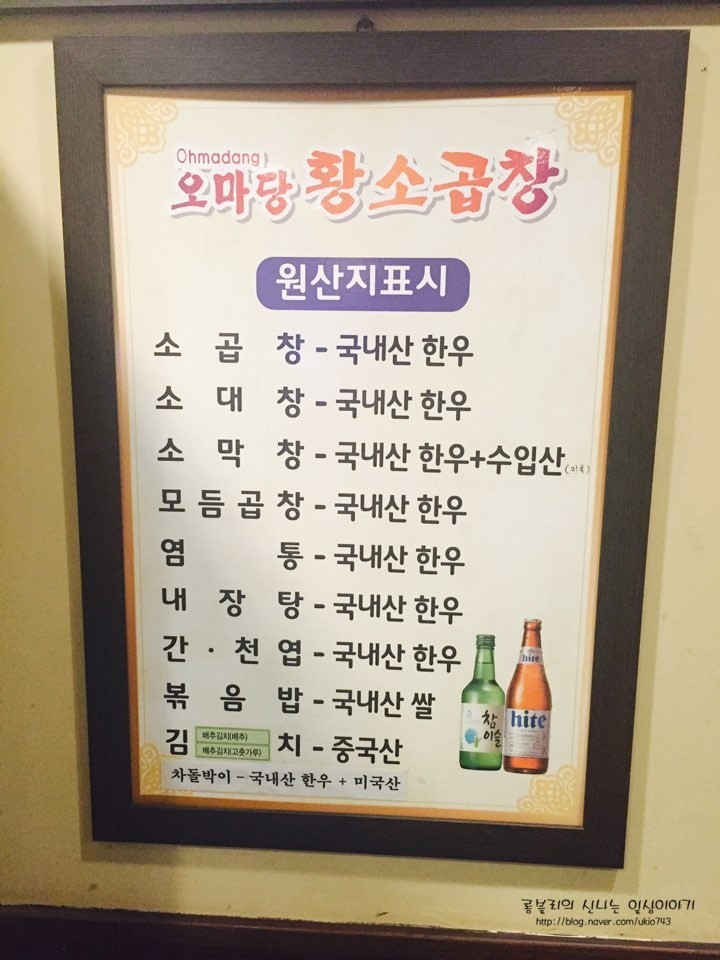 Ohmadang
오마당 황소곱창
원산지표시
소 곱 창 - 국내산 한우
소 대 창 - 국내산 한우
소 막 창 - 국내산 한우+수입산(미국)
모듬곱창 - 국내산 한우
염 통 - 국내산 한우
내 장 탕 - 국내산 한우
간 · 천 엽 - 국내산 한우
볶 음 밥 - 국내산 쌀
김 배추김치(배추) 배추김치(고춧가루) 치 - 중국산
차돌박이 - 국내산 한우 + 미국산
참이슬
hite
hite
롱블리의 신나는 일상이야기
http://blog.naver.com/ukio743